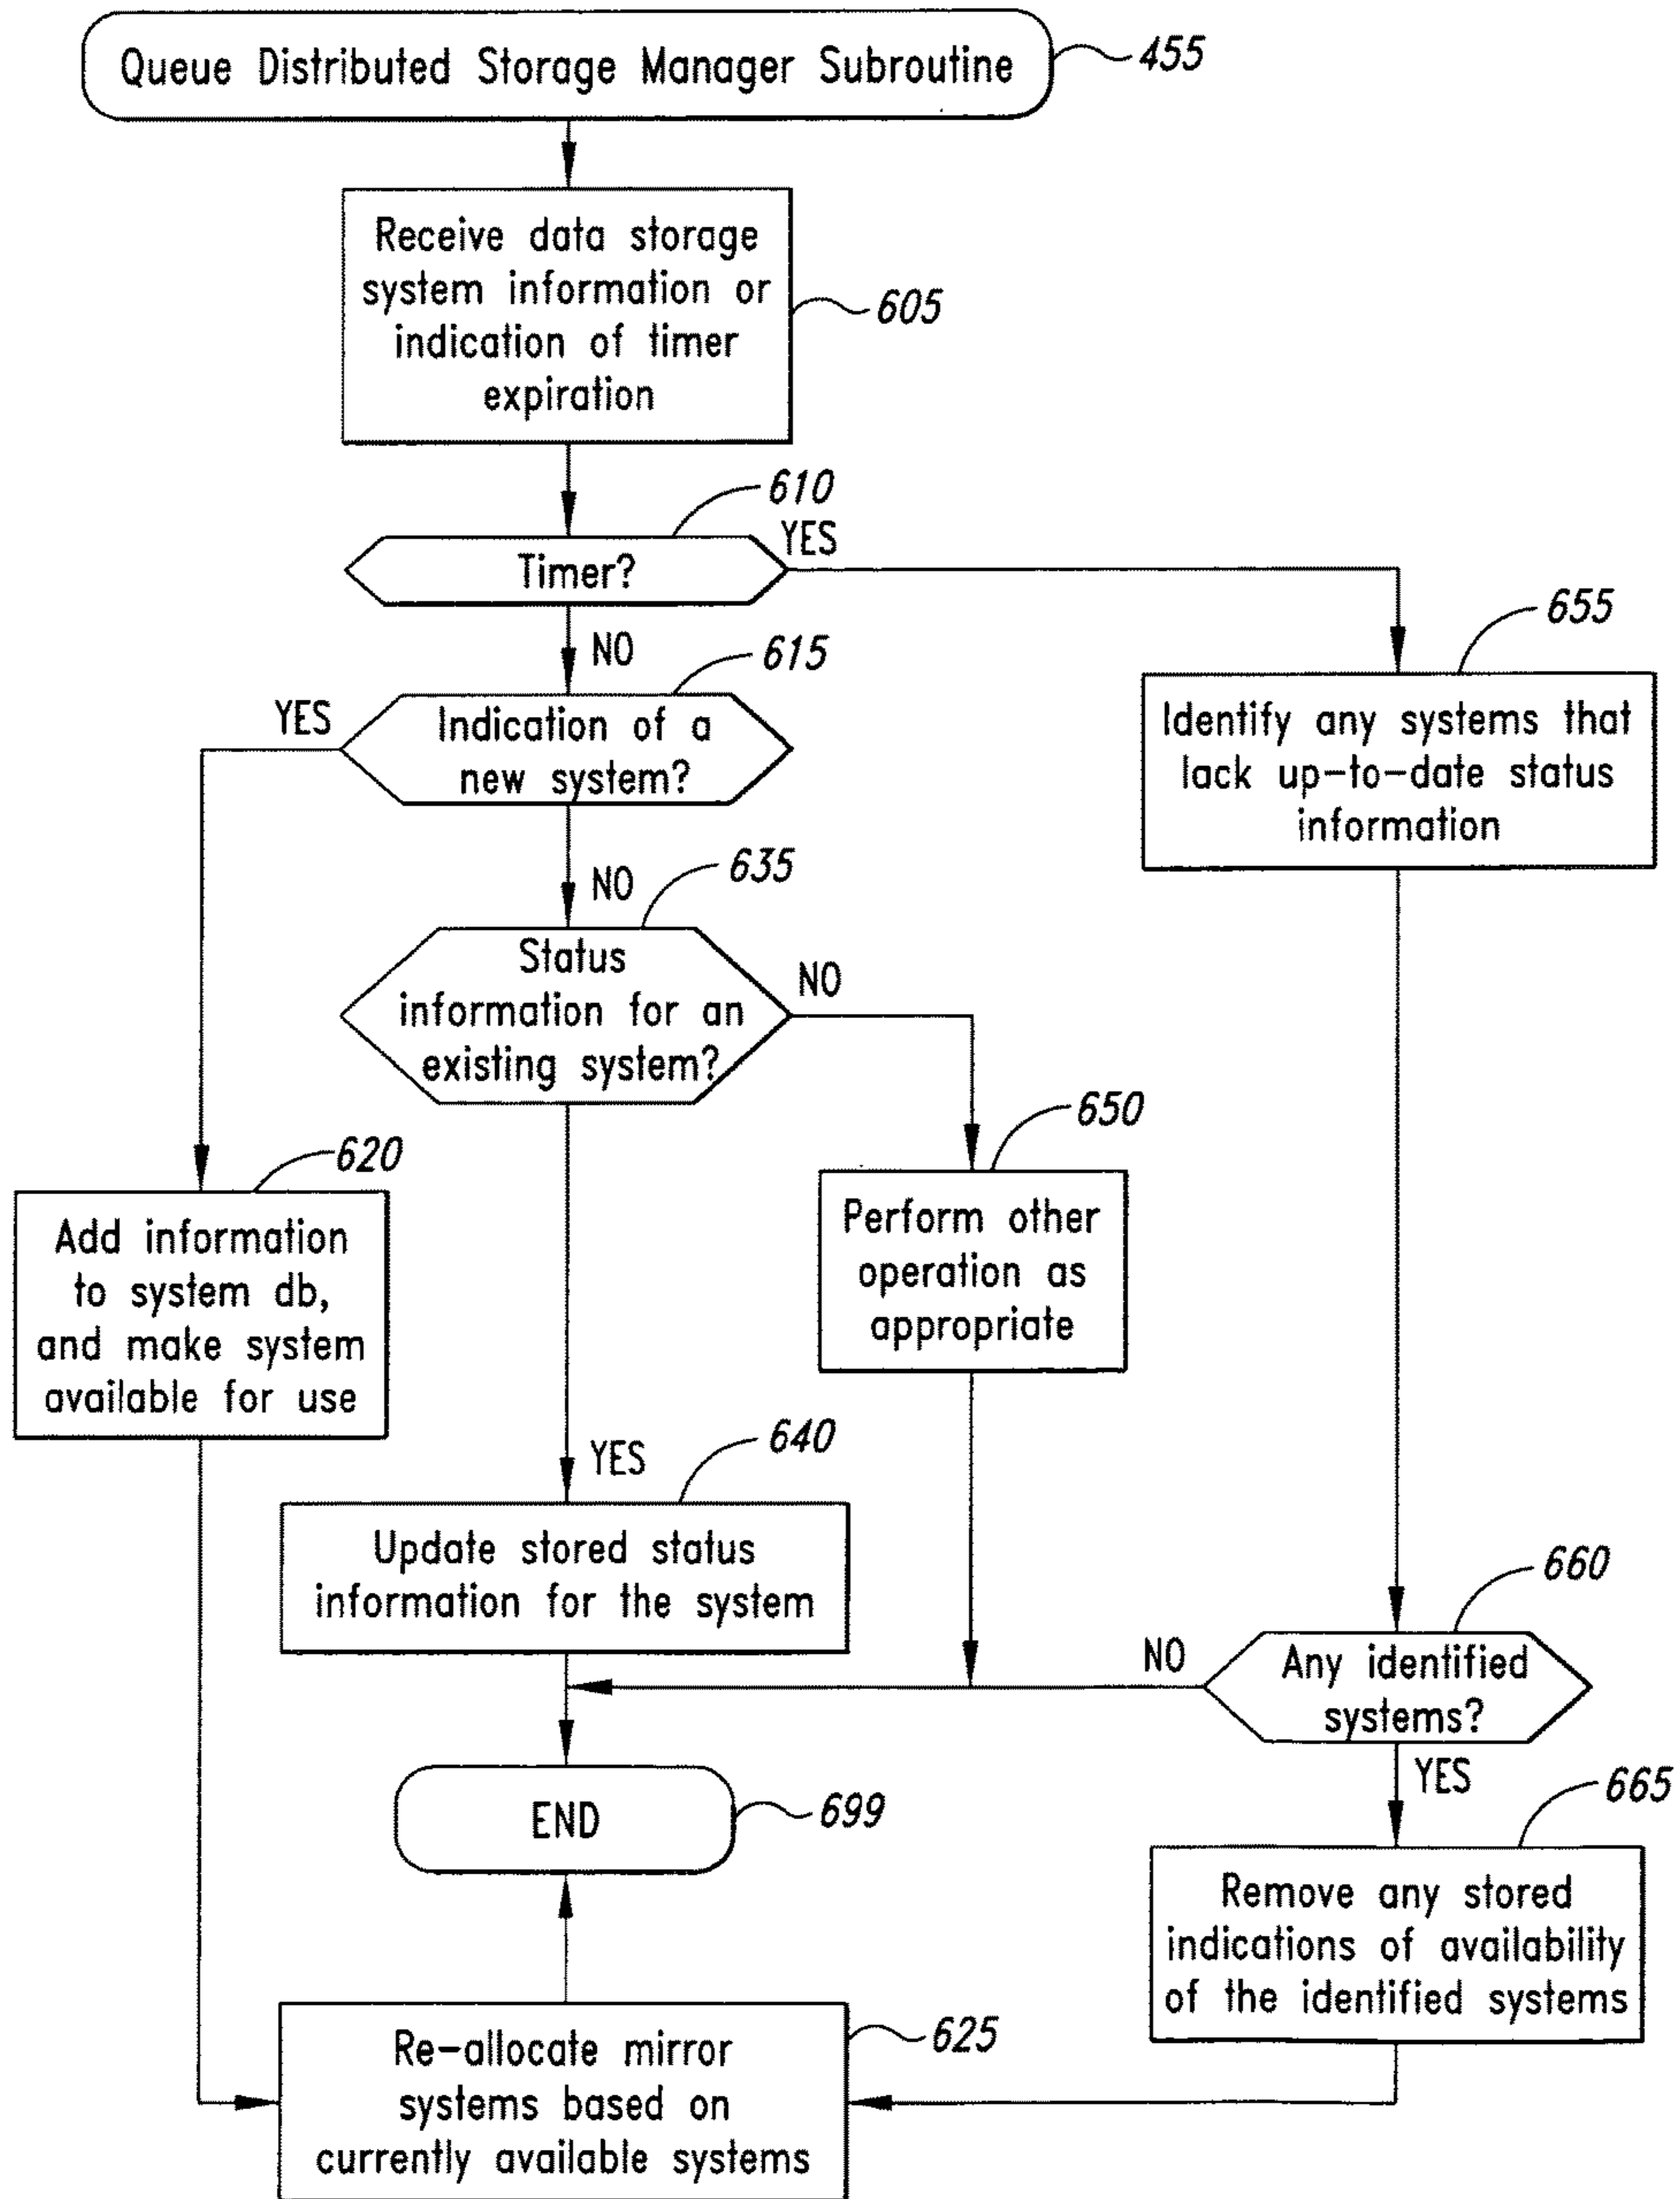 Queue Distributed Storage Manager Subroutine
455
Receive data storage
system information or
indication of timer
expiration
605
610
Timer?
YES
NO
615
Indication of a
new system?
YES
NO
655
Identify any systems that
lack up-to-date status
information
635
Status
information for an
existing system?
NO
650
Perform other
operation as
appropriate
620
Add information
to system db,
and make system
available for use
YES
640
Update stored status
information for the system
660
Any identified
systems?
NO
YES
END
699
665
Remove any stored
indications of availability
of the identified systems
Re-allocate mirror
systems based on
currently available systems
625